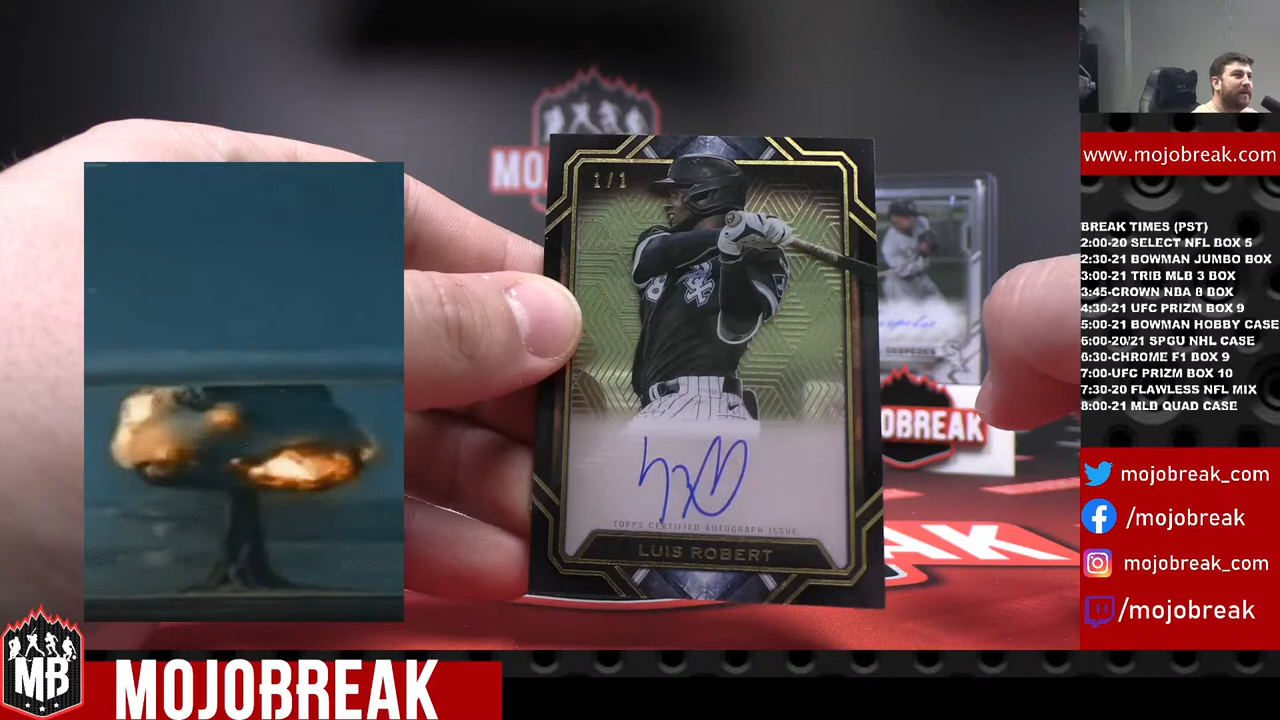 1/1
TOPPS CERTIFIED AUTOGRAPH ISSUE
LUIS ROBERT
MOJOBREAK
www.mojobreak.com
BREAK TIMES (PST)
2:00-20 SELECT NFL BOX 5
2:30-21 BOWMAN JUMBO BOX
3:00-21 TRIB MLB 3 BOX
3:45-CROWN NBA 8 BOX
4:30-21 UFC PRIZM BOX 9
5:00-21 BOWMAN HOBBY CASE
6:00-20/21 SPGU NHL CASE
6:30-CHROME F1 BOX 9
7:00-UFC PRIZM BOX 10
7:30-20 FLAWLESS NFL MIX
8:00-21 MLB QUAD CASE
mojobreak_com
/mojobreak
mojobreak_com
/mojobreak
MB
MOJOBREAK